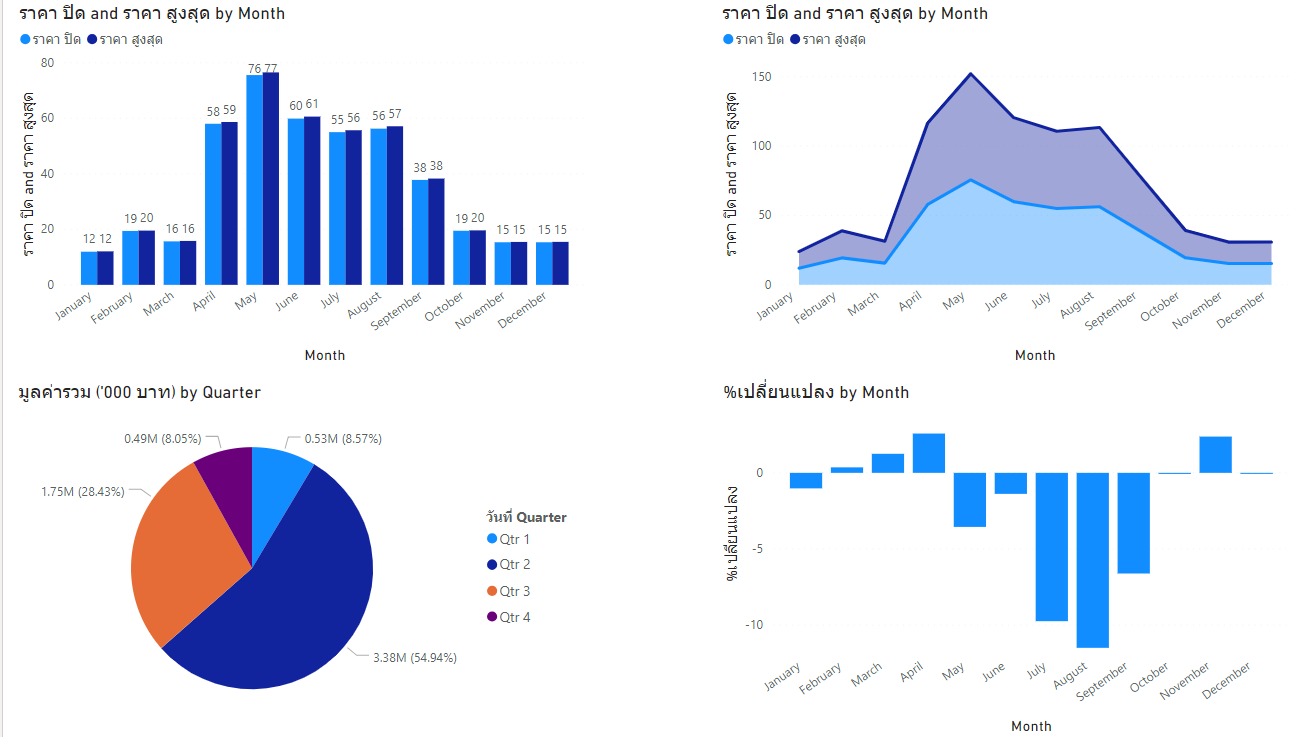 ราคา ปิด and ราคา สูงสุด by Month
ราคา ปิด ราคา สูงสุด
ราคา ปิด and ราคา สูงสุด
80
60
40
20
0
12 12
19 20
16 16
58 59
76 77
60 61
55 56
56 57
38 38
19 20
15 15
15 15
January
February
March
April
May
June
July
August
September
October
November
December
Month
ราคา ปิด and ราคา สูงสุด by Month
ราคา ปิด ราคา สูงสุด
ราคา ปิด and ราคา สูงสุด
150
100
50
0
January
February
March
April
May
June
July
August
September
October
November
December
Month
มูลค่ารวม ('000 บาท) by Quarter
0.49M (8.05%)
0.53M (8.57%)
1.75M (28.43%)
3.38M (54.94%)
วันที่ Quarter
Qtr 1
Qtr 2
Qtr 3
Qtr 4
%เปลี่ยนแปลง by Month
%เปลี่ยนแปลง
0
-5
-10
January
February
March
April
May
June
July
August
September
October
November
December
Month